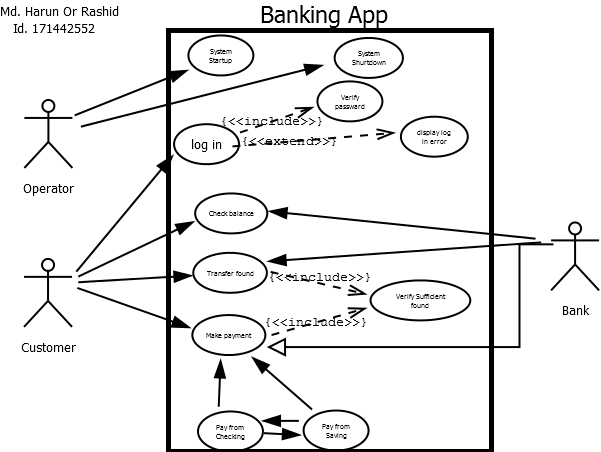 Md. Harun Or Rashid
Id. 171442552
Banking App
System
Startup
System
Shurtdown
Verify
passward
{<<include>>}
{<<extend>>}
display log
in error
log in
Operator
Check balance
Transfer found
{<<include>>}
Verify Sufficient
found
{<<include>>}
Make payment
Bank
Customer
Pay from
Checking
Pay from
Saving